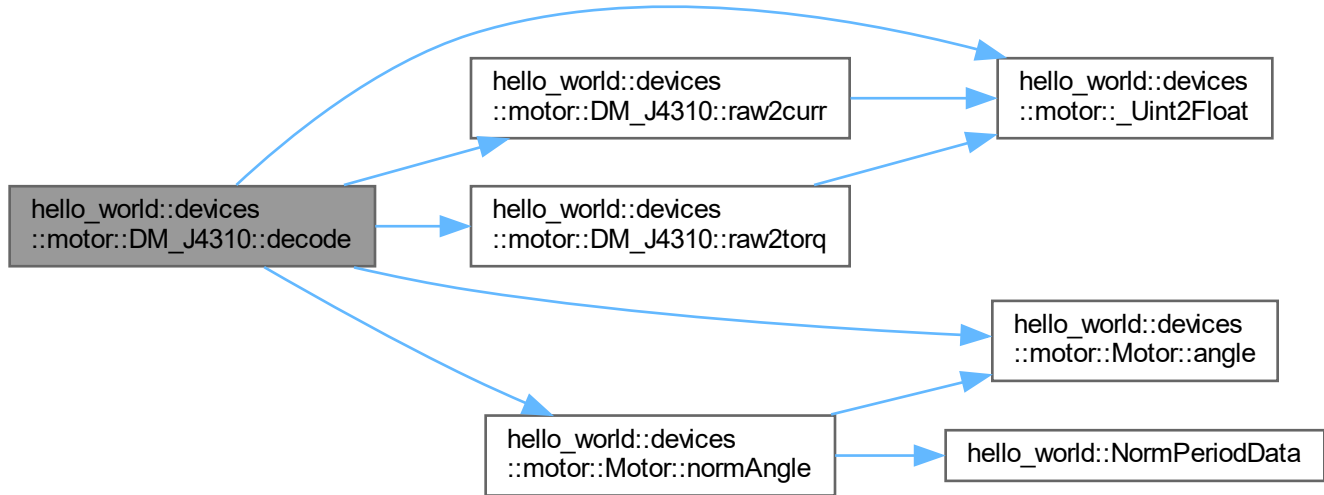 hello_world::devices
::motor::DM_J4310::decode
hello_world::devices
::motor::DM_J4310::raw2curr
hello_world::devices
::motor::DM_J4310::raw2torq
hello_world::devices
::motor::Motor::normAngle
hello_world::devices
::motor::_Uint2Float
hello_world::devices
::motor::Motor::angle
hello_world::NormPeriodData